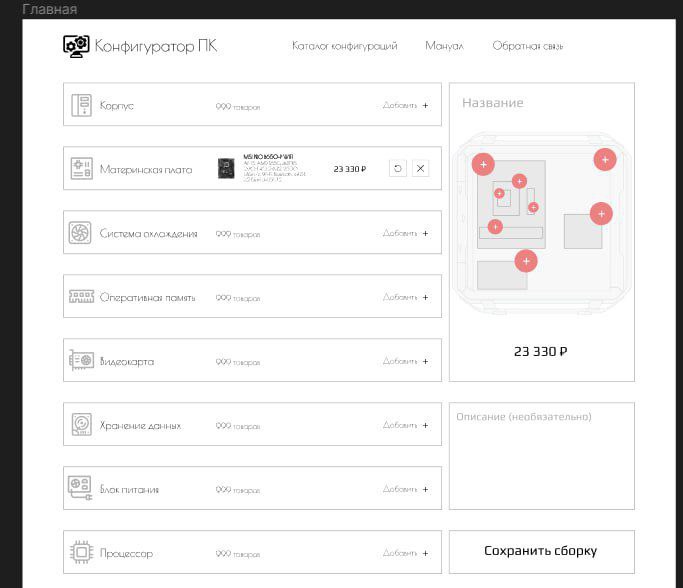 Главная
Конфигуратор ПК
Каталог конфигураций
Мануал
Обратная связь
Корпус
999 товаров
Добавить +
Материнская плата
MSI PRO B650-P WIFI
23 330 ₽
Система охлаждения
999 товаров
Добавить +
Оперативная память
999 товаров
Добавить +
Видеокарта
999 товаров
Добавить +
Хранение данных
999 товаров
Добавить +
Блок питания
999 товаров
Добавить +
Процессор
999 товаров
Добавить +
Название
23 330 ₽
Описание (необязательно)
Сохранить сборку